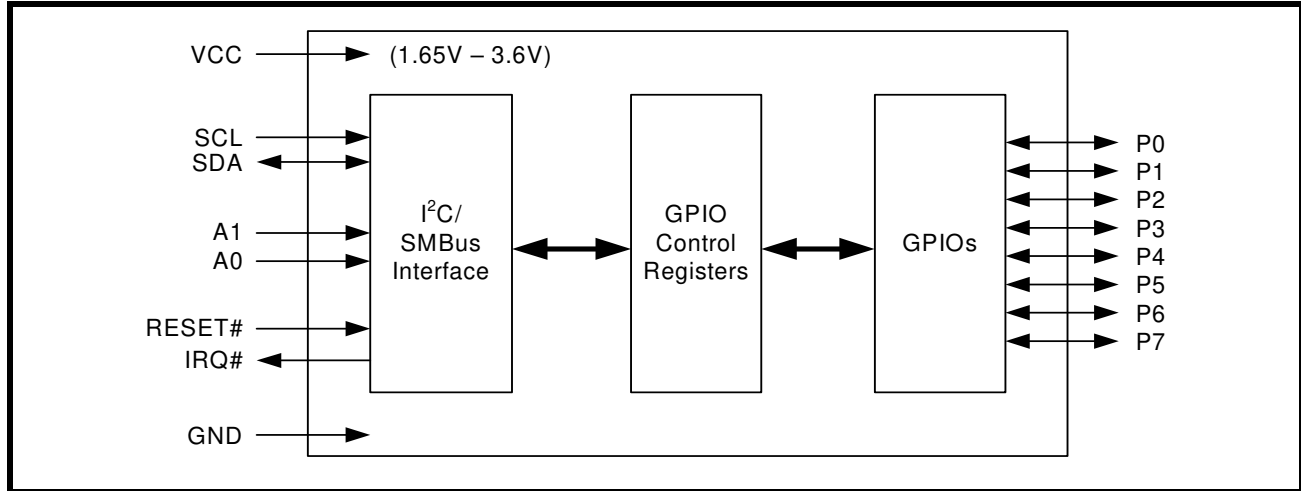 VCC
(1.65V – 3.6V)
SCL
SDA
A1
A0
RESET#
IRQ#
GND
I²C/
SMBus
Interface
GPIO
Control
Registers
GPIOs
P0
P1
P2
P3
P4
P5
P6
P7